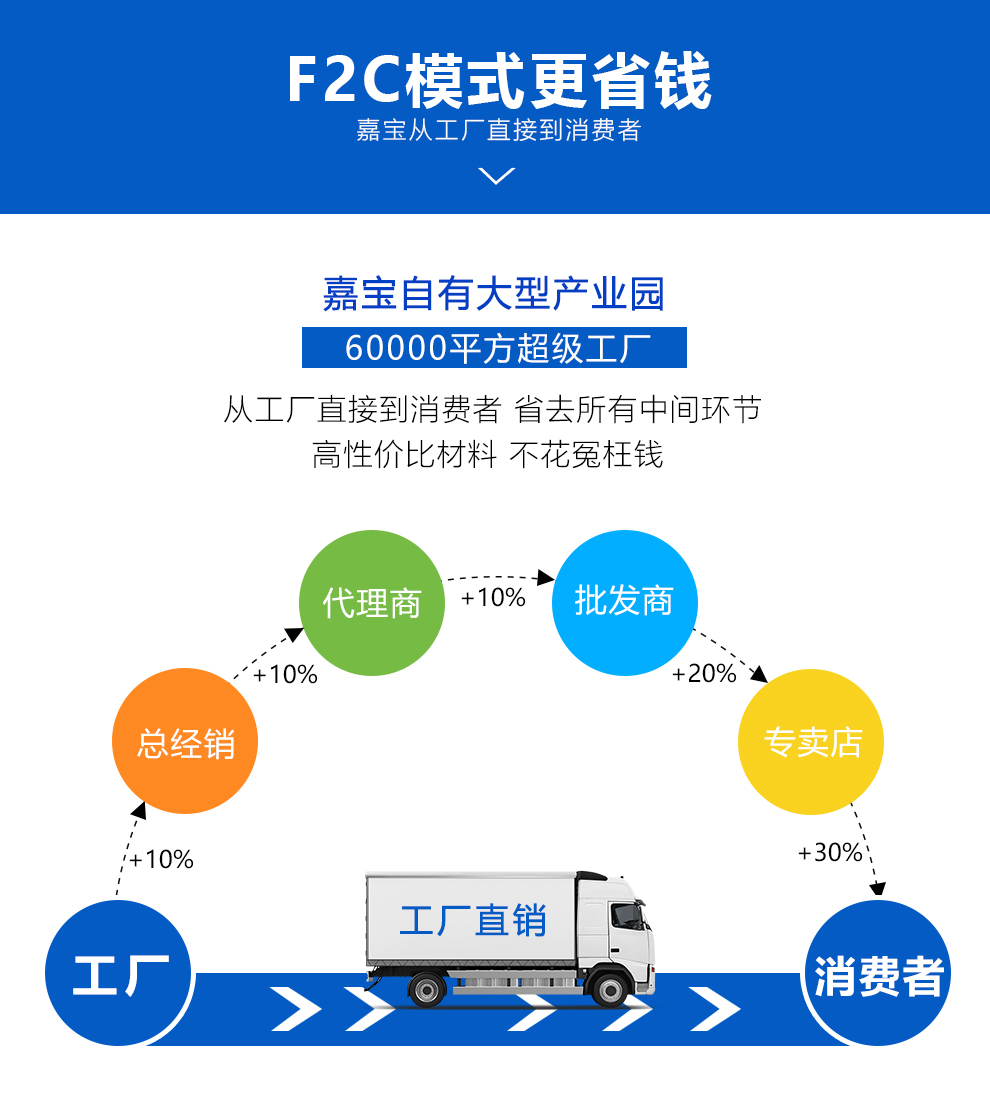 F2C模式更省钱
嘉宝从工厂直接到消费者
嘉宝自有大型产业园
60000平方超级工厂
从工厂直接到消费者 省去所有中间环节
高性价比材料 不花冤枉钱
代理商
+10%
批发商
+10%
+20%
总经销
专卖店
+10%
+30%
工厂直销
工厂
消费者